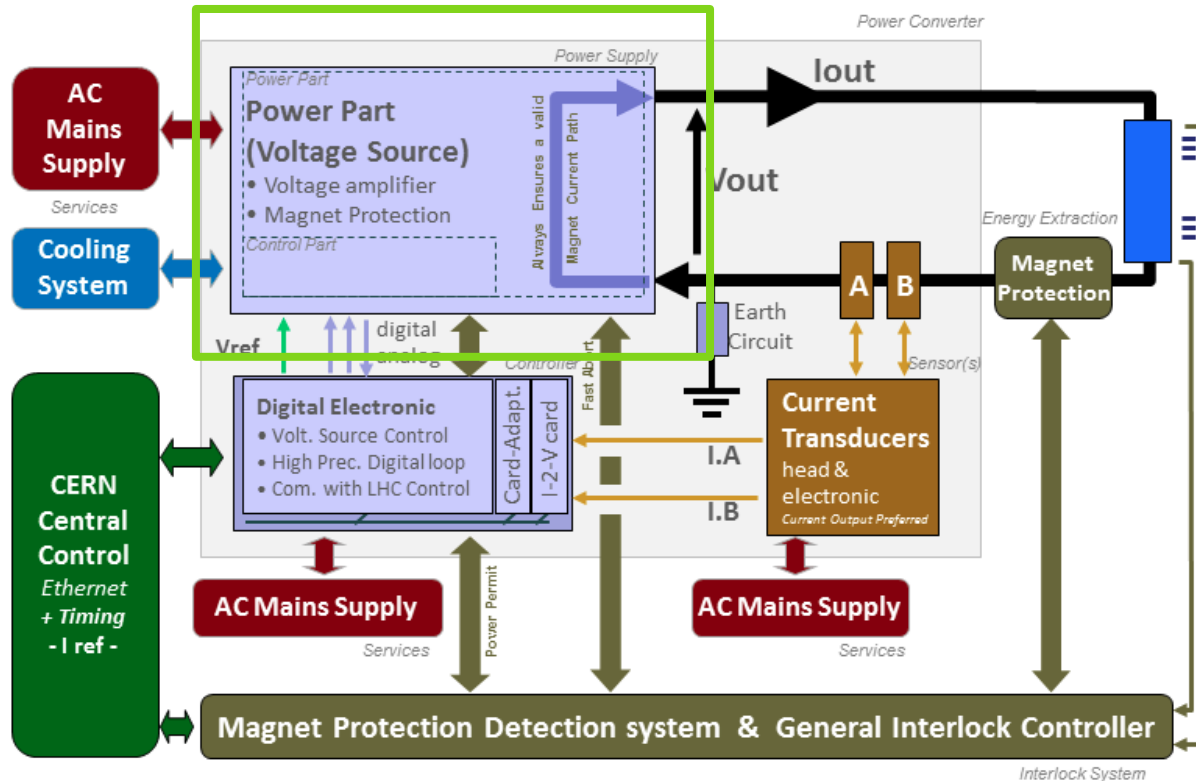 Power Converter
Power Supply
Power Part
AC
Mains
Supply
Services
Cooling
System
Power Part
(Voltage Source)
• Voltage amplifier
• Magnet Protection
Control Part
Always Ensures a valid
Magnet Current Path
Iout
Vout
Energy Extraction
Magnet
Protection
A
B
Earth
Circuit
Sensor(s)
Vref
digital
analog
Controller
Fast Abort
Digital Electronic
• Volt. Source Control
• High Prec. Digital loop
• Com. with LHC Control
Card-Adapt.
I-2-V card
I.A
I.B
Current
Transducers
head &
electronic
Current Output Preferred
CERN
Central
Control
Ethernet
+ Timing
- I ref -
AC Mains Supply
Services
Power Permit
AC Mains Supply
Services
Magnet Protection Detection system & General Interlock Controller
Interlock System